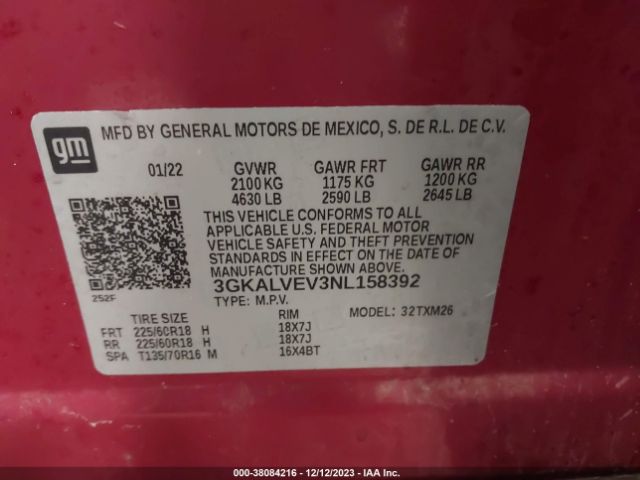 gm
MFD BY GENERAL MOTORS DE MEXICO, S. DE R.L. DE C.V.
01/22 GVWR GAWR FRT GAWR RR
2100 KG 1175 KG 1200 KG
4630 LB 2590 LB 2645 LB
THIS VEHICLE CONFORMS TO ALL
APPLICABLE U.S. FEDERAL MOTOR
VEHICLE SAFETY AND THEFT PREVENTION
STANDARDS IN EFFECT ON THE DATE OF
MANUFACTURE SHOWN ABOVE.
252F
3GKALVEV3NL158392
TYPE: M.P.V. MODEL: 32TXM26
TIRE SIZE RIM
FRT 225/60R18 H 18X7J
RR 225/60R18 H 18X7J
SPA T135/70R16 M 16X4BT
000-38084216 - 12/12/2023 - IAA Inc.